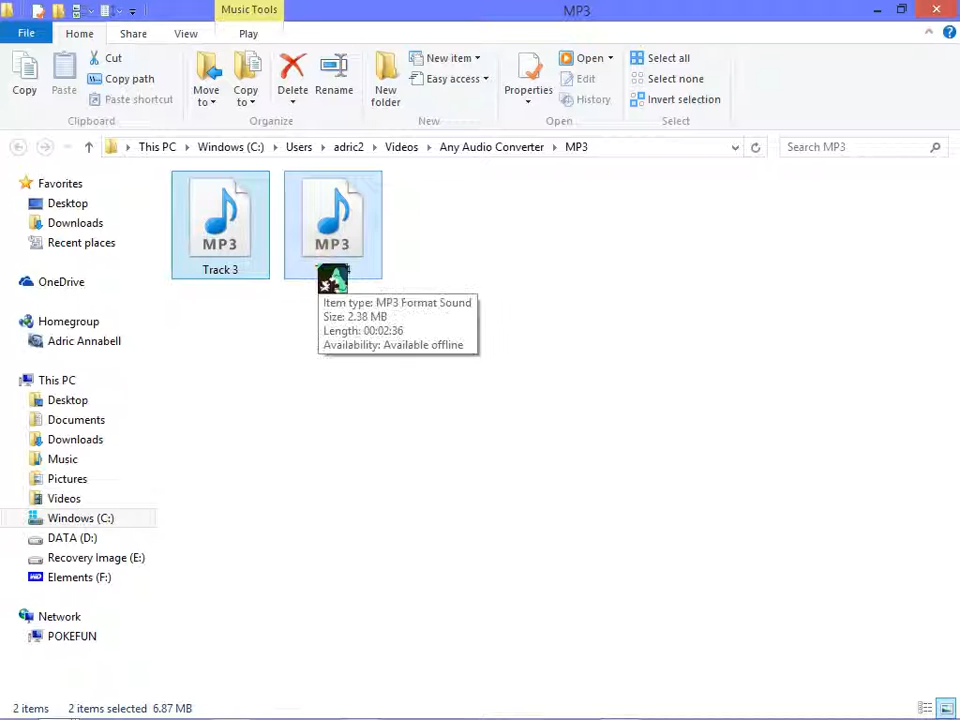 Music Tools
MP3
File
Home
Share
View
Play
Copy
Paste
Cut
Copy path
Paste shortcut
Clipboard
Move to
Copy to
Delete
Rename
Organize
New folder
New item
Easy access
New
Properties
Open
Edit
History
Open
Select all
Select none
Invert selection
Select
This PC
Windows (C:)
Users
adric2
Videos
Any Audio Converter
MP3
Search MP3
Favorites
Desktop
Downloads
Recent places
OneDrive
Homegroup
Adric Annabell
This PC
Desktop
Documents
Downloads
Music
Pictures
Videos
Windows (C:)
DATA (D:)
Recovery Image (E:)
Elements (F:)
Network
POKEFUN
MP3
Track 3
MP3
Item type: MP3 Format Sound
Size: 2.38 MB
Length: 00:02:36
Availability: Available offline
2 items
2 items selected 6.87 MB